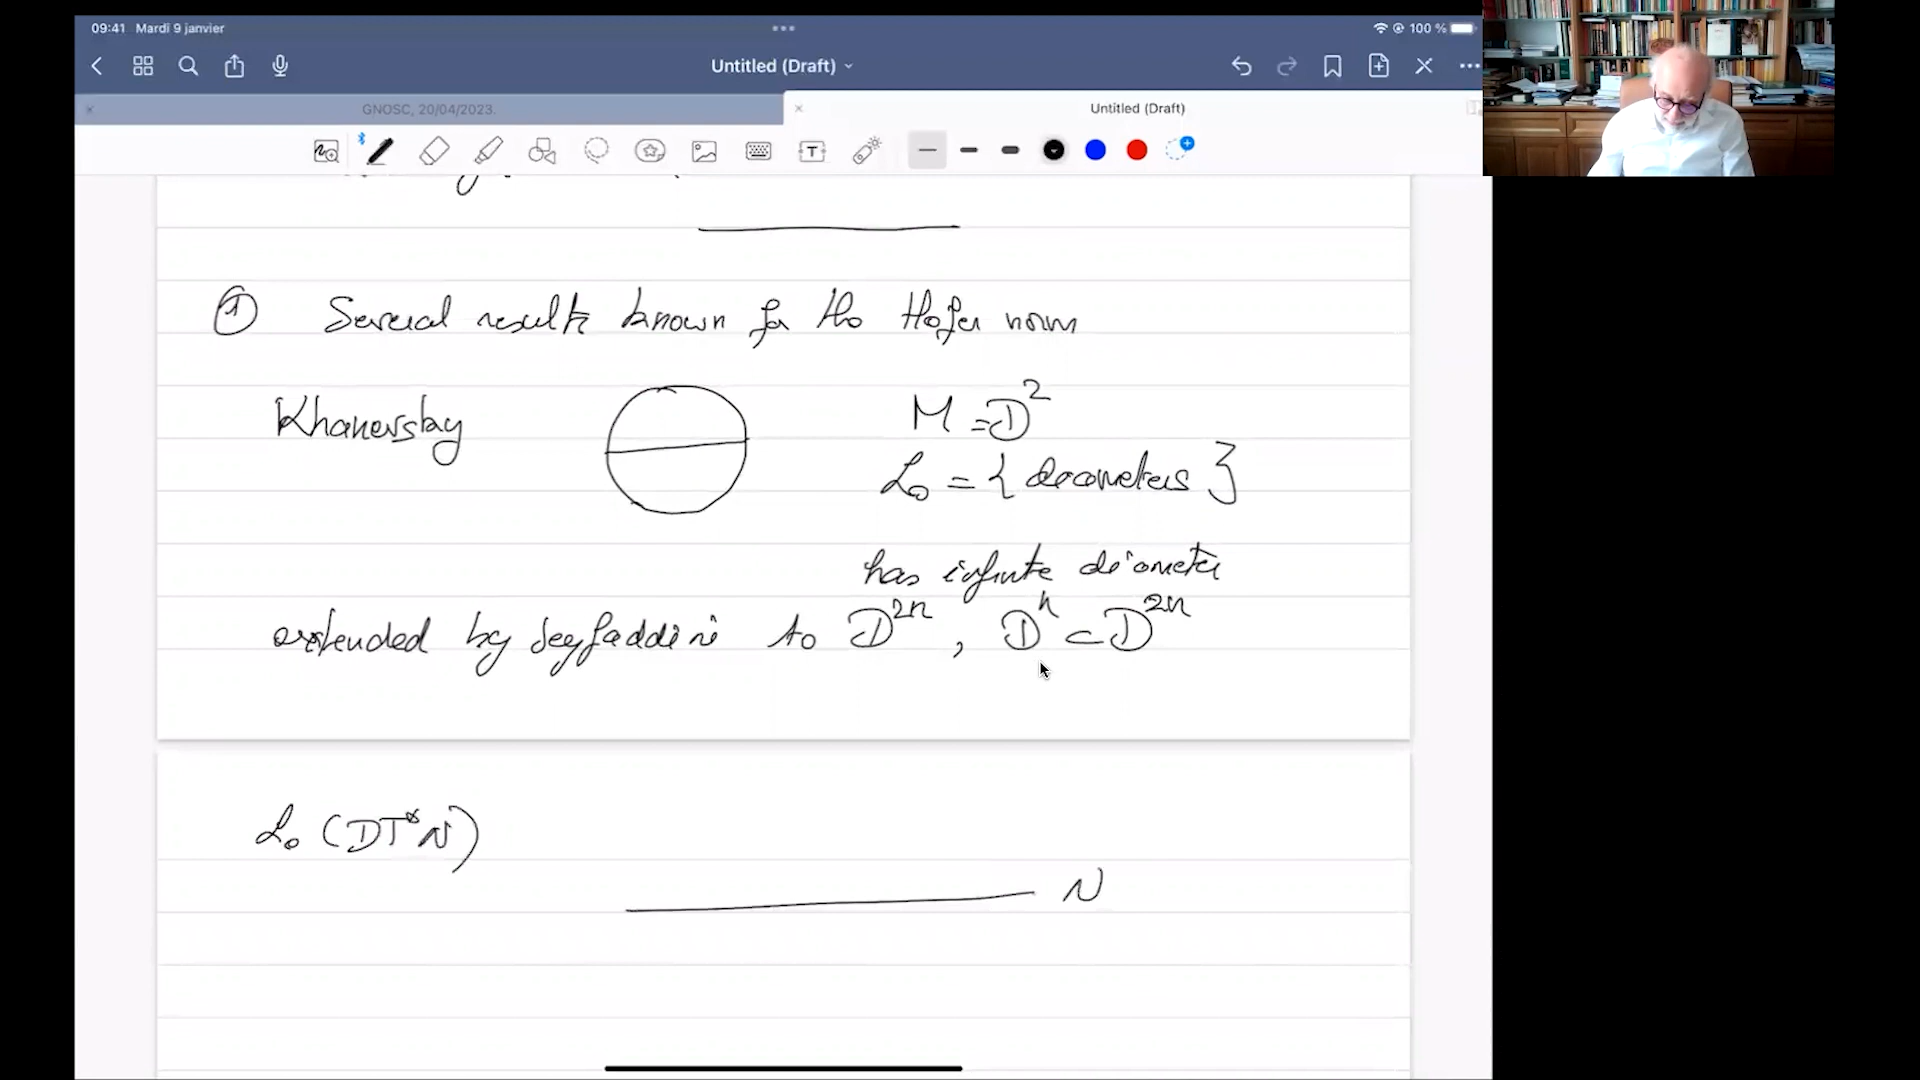 09:41 Mardi 9 janvier
100 %
Untitled (Draft)
GNOSC, 20/04/2023.
Untitled (Draft)
① Several results known for the Hofer norm
Khanevsky
M = D²
L₀ = { diameters }
has infinite diameter
extended by Seyfaddini to D²ⁿ, Dⁿ ⊂ D²ⁿ
L₀ (DT*N)
N